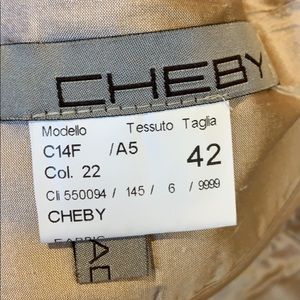 CHEBY
Modello Tessuto Taglia
C14F /A5 42
Col. 22
Cli 550094 / 145 / 6 / 9999
CHEBY